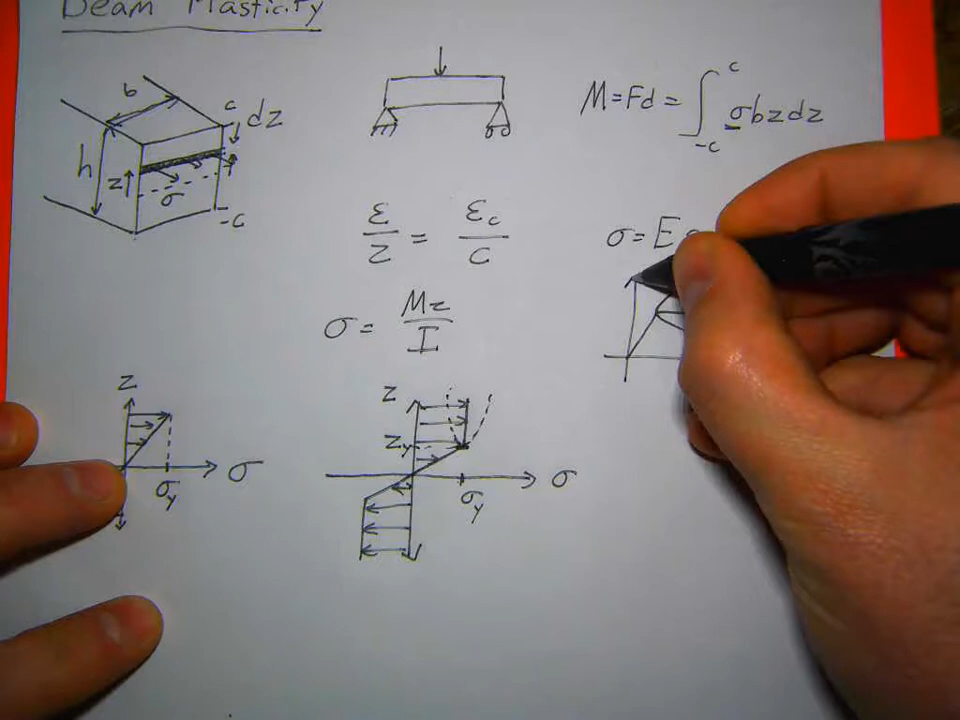 Beam Plasticity
b
c
dz
h
z
σ
-c
M=Fd = ∫_{-c}^{c} σbzdz
ε/z = ε_c/c
σ= E
σ= Mz/I
z
σ
σ_y
z
z_y
σ
σ_y